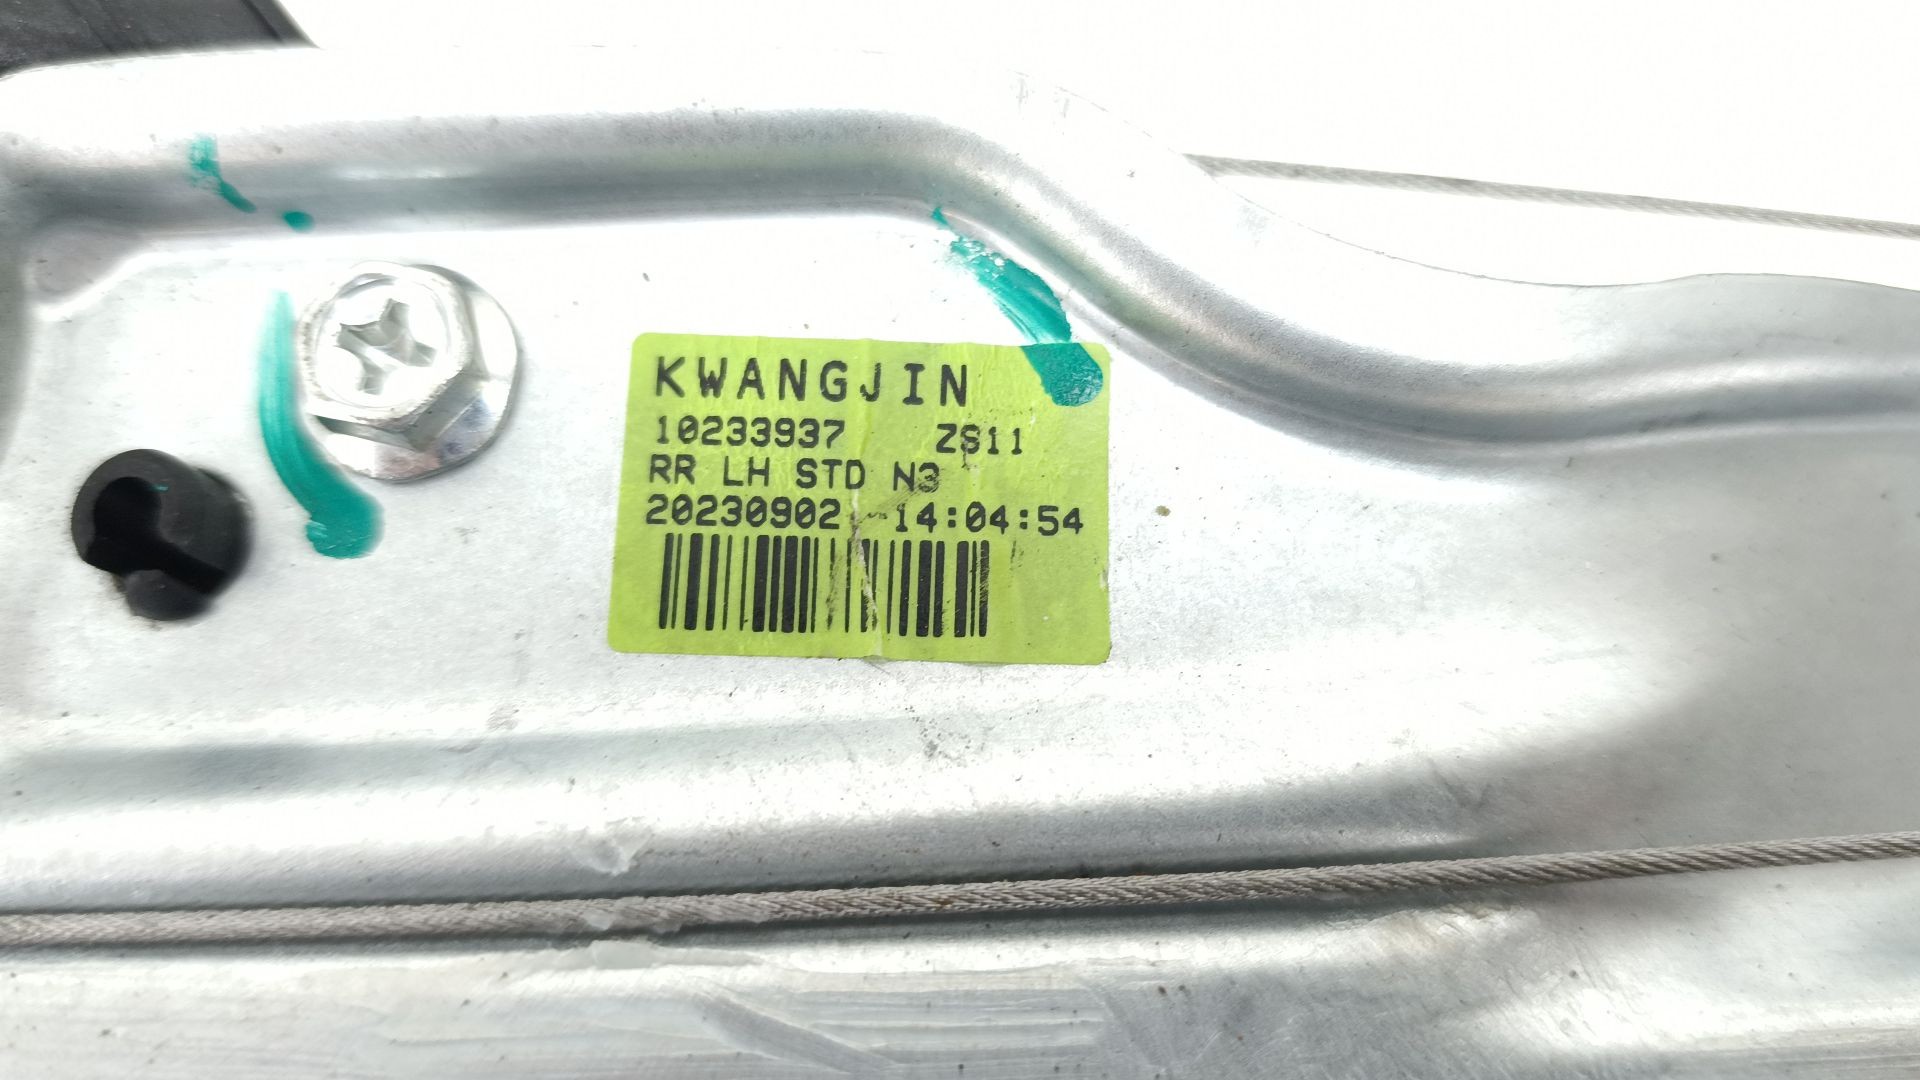 KWANGJIN
10233937 ZS11
RR LH STD N3
20230902 14:04:54